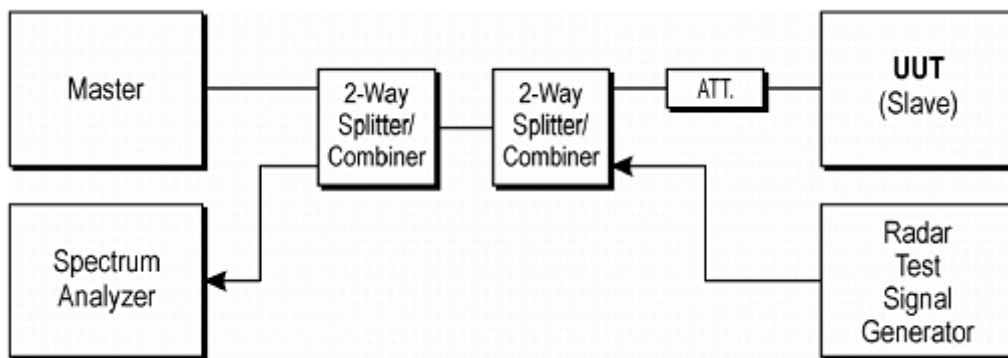 Master
2-Way
Splitter/
Combiner
2-Way
Splitter/
Combiner
ATT.
UUT
(Slave)
Spectrum
Analyzer
Radar
Test
Signal
Generator